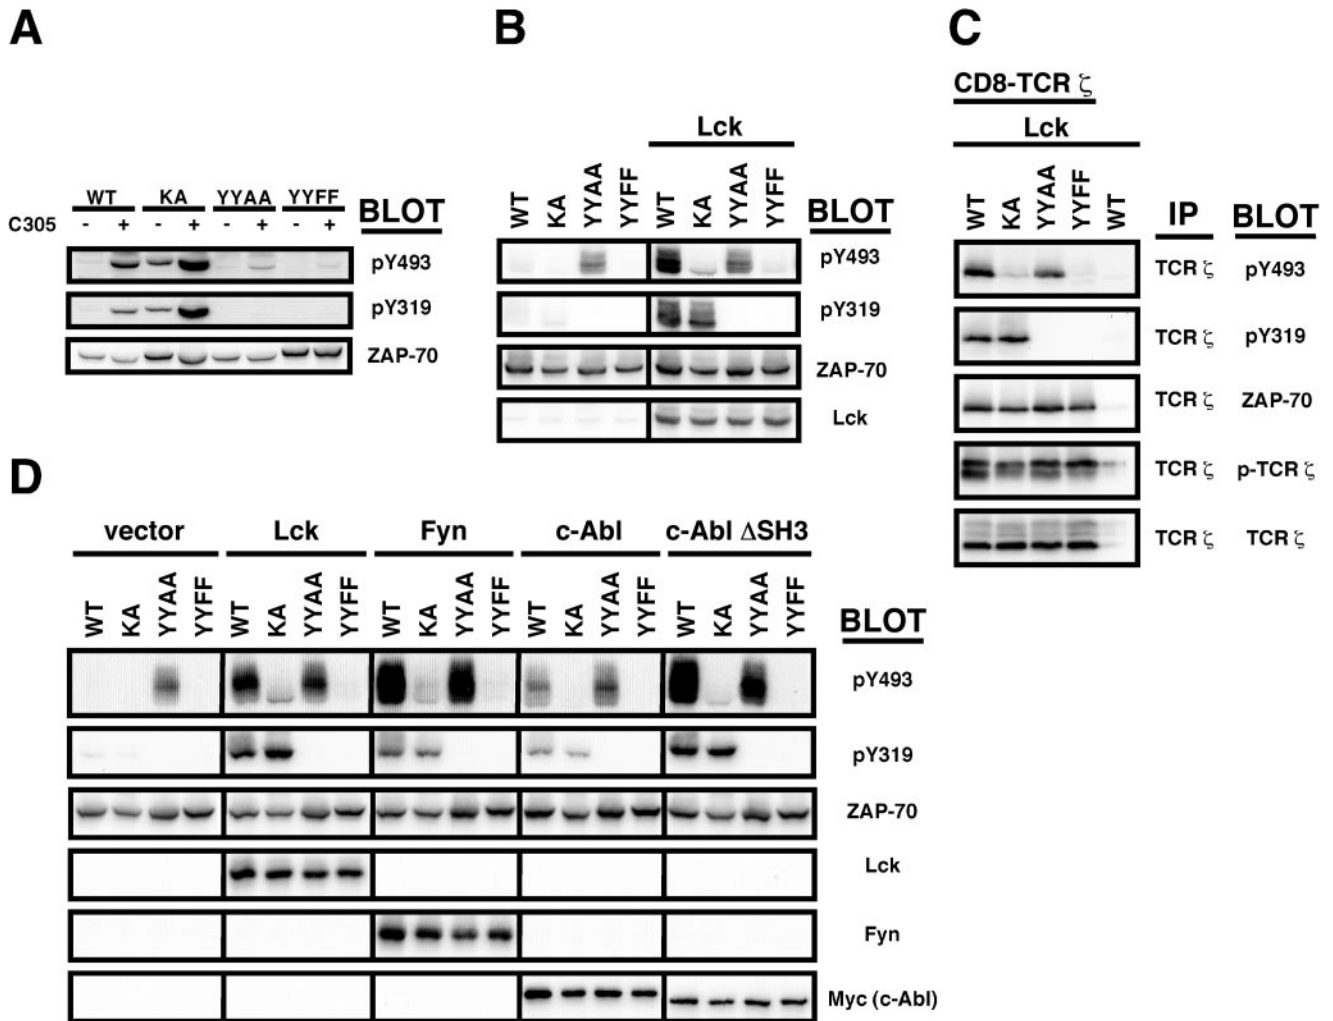 A
WT KA YYAA YYFF BLOT
C305 - + - + - + - +
pY493
pY319
ZAP-70
B
Lck
WT KA YYAA YYFF WT KA YYAA YYFF BLOT
pY493
pY319
ZAP-70
Lck
C
CD8-TCR ζ
Lck
WT KA YYAA YYFF WT IP BLOT
TCR ζ pY493
TCR ζ pY319
TCR ζ ZAP-70
TCR ζ p-TCR ζ
TCR ζ TCR ζ
D
vector Lck Fyn c-Abl c-Abl ΔSH3
WT KA YYAA YYFF WT KA YYAA YYFF WT KA YYAA YYFF WT KA YYAA YYFF WT KA YYAA YYFF BLOT
pY493
pY319
ZAP-70
Lck
Fyn
Myc (c-Abl)